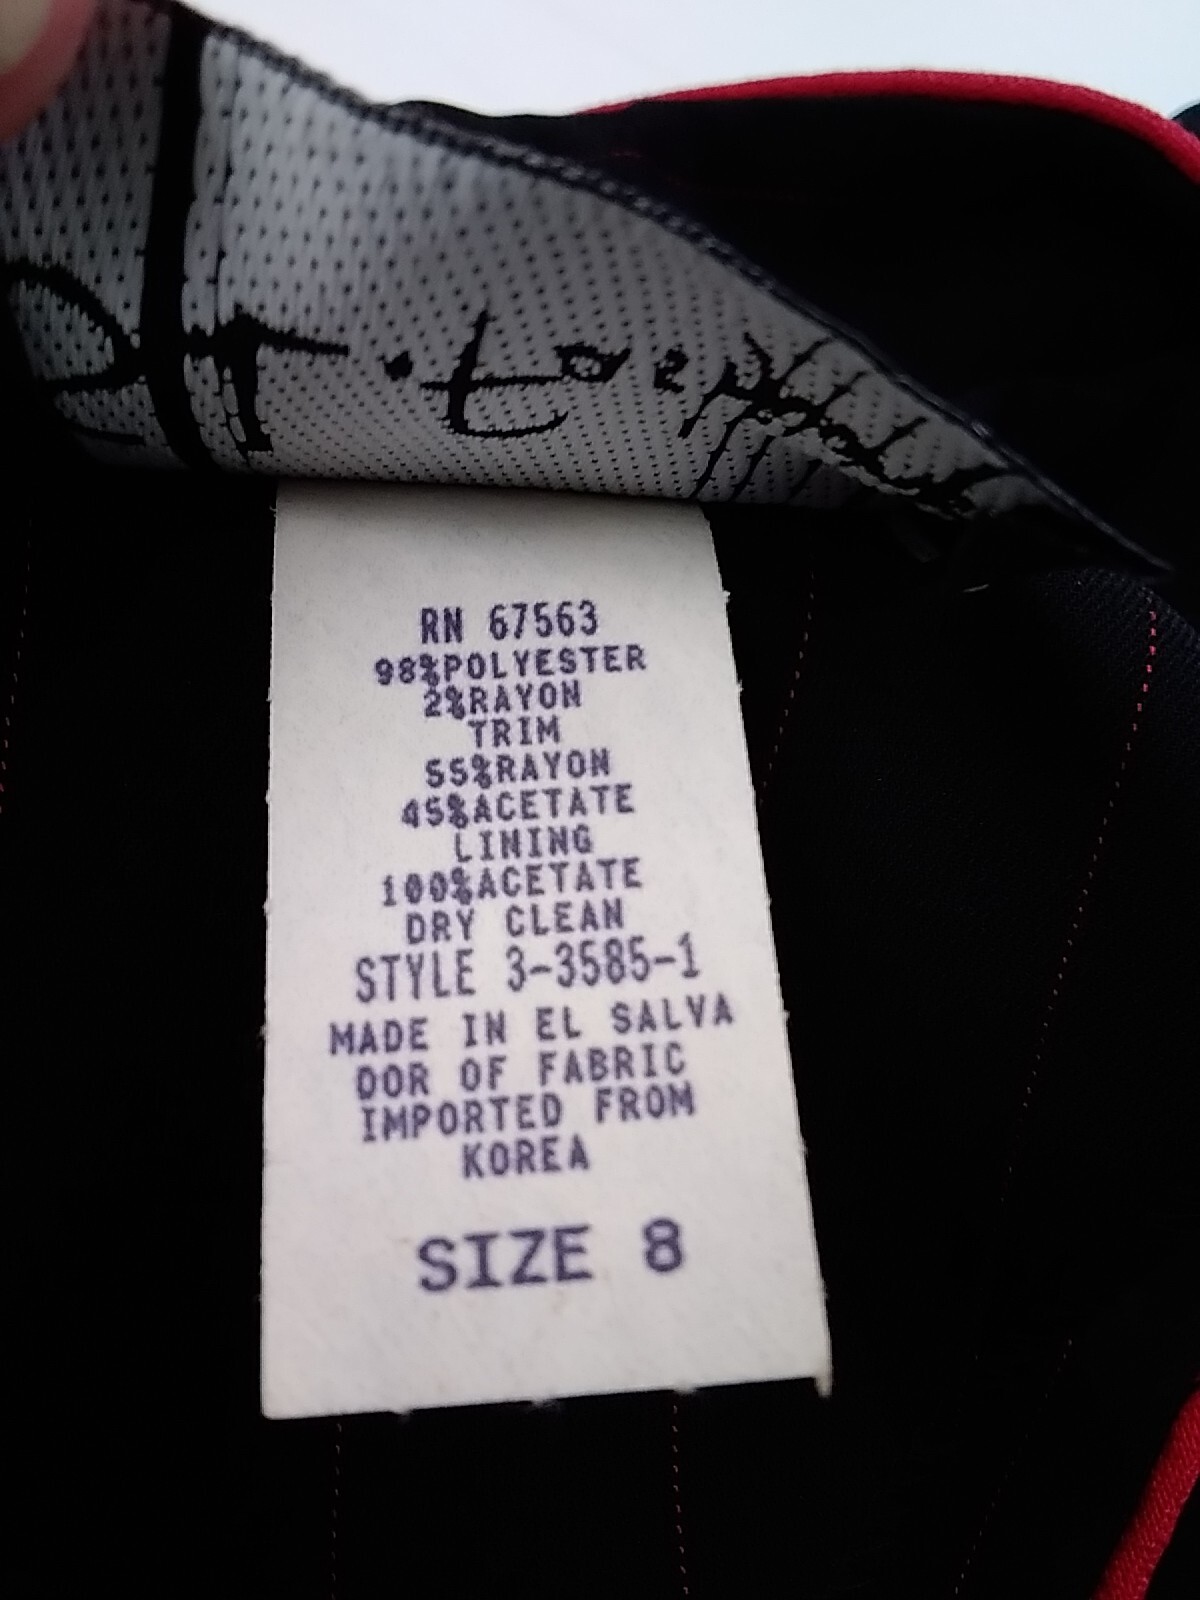 RN 67563
98%POLYESTER
2%RAYON
TRIM
55%RAYON
45%ACETATE
LINING
100%ACETATE
DRY CLEAN
STYLE 3-3585-1
MADE IN EL SALVA
DOR OF FABRIC
IMPORTED FROM
KOREA
SIZE 8